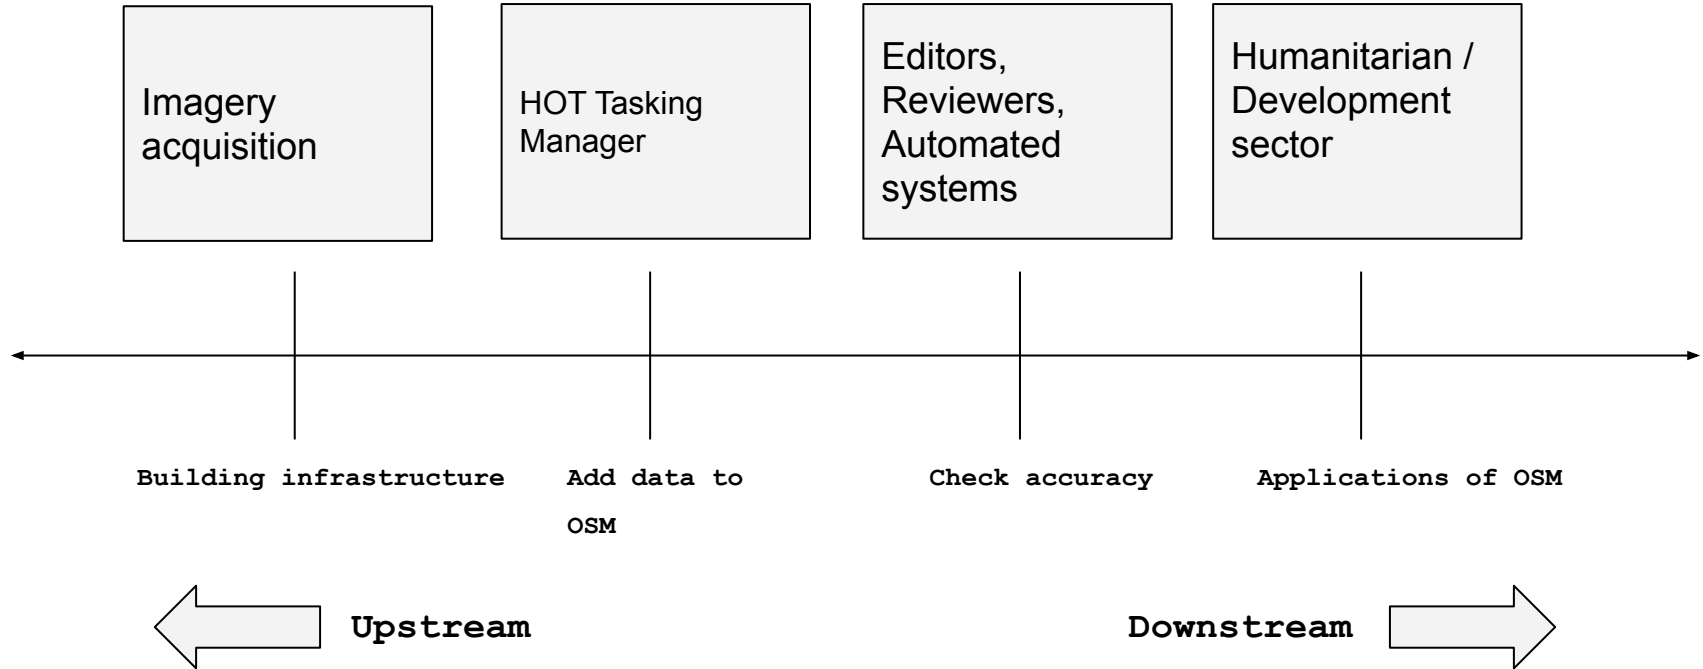 Imagery
acquisition
HOT Tasking
Manager
Editors,
Reviewers,
Automated
systems
Humanitarian /
Development
sector
Building infrastructure
Add data to
OSM
Check accuracy
Applications of OSM
Upstream
Downstream